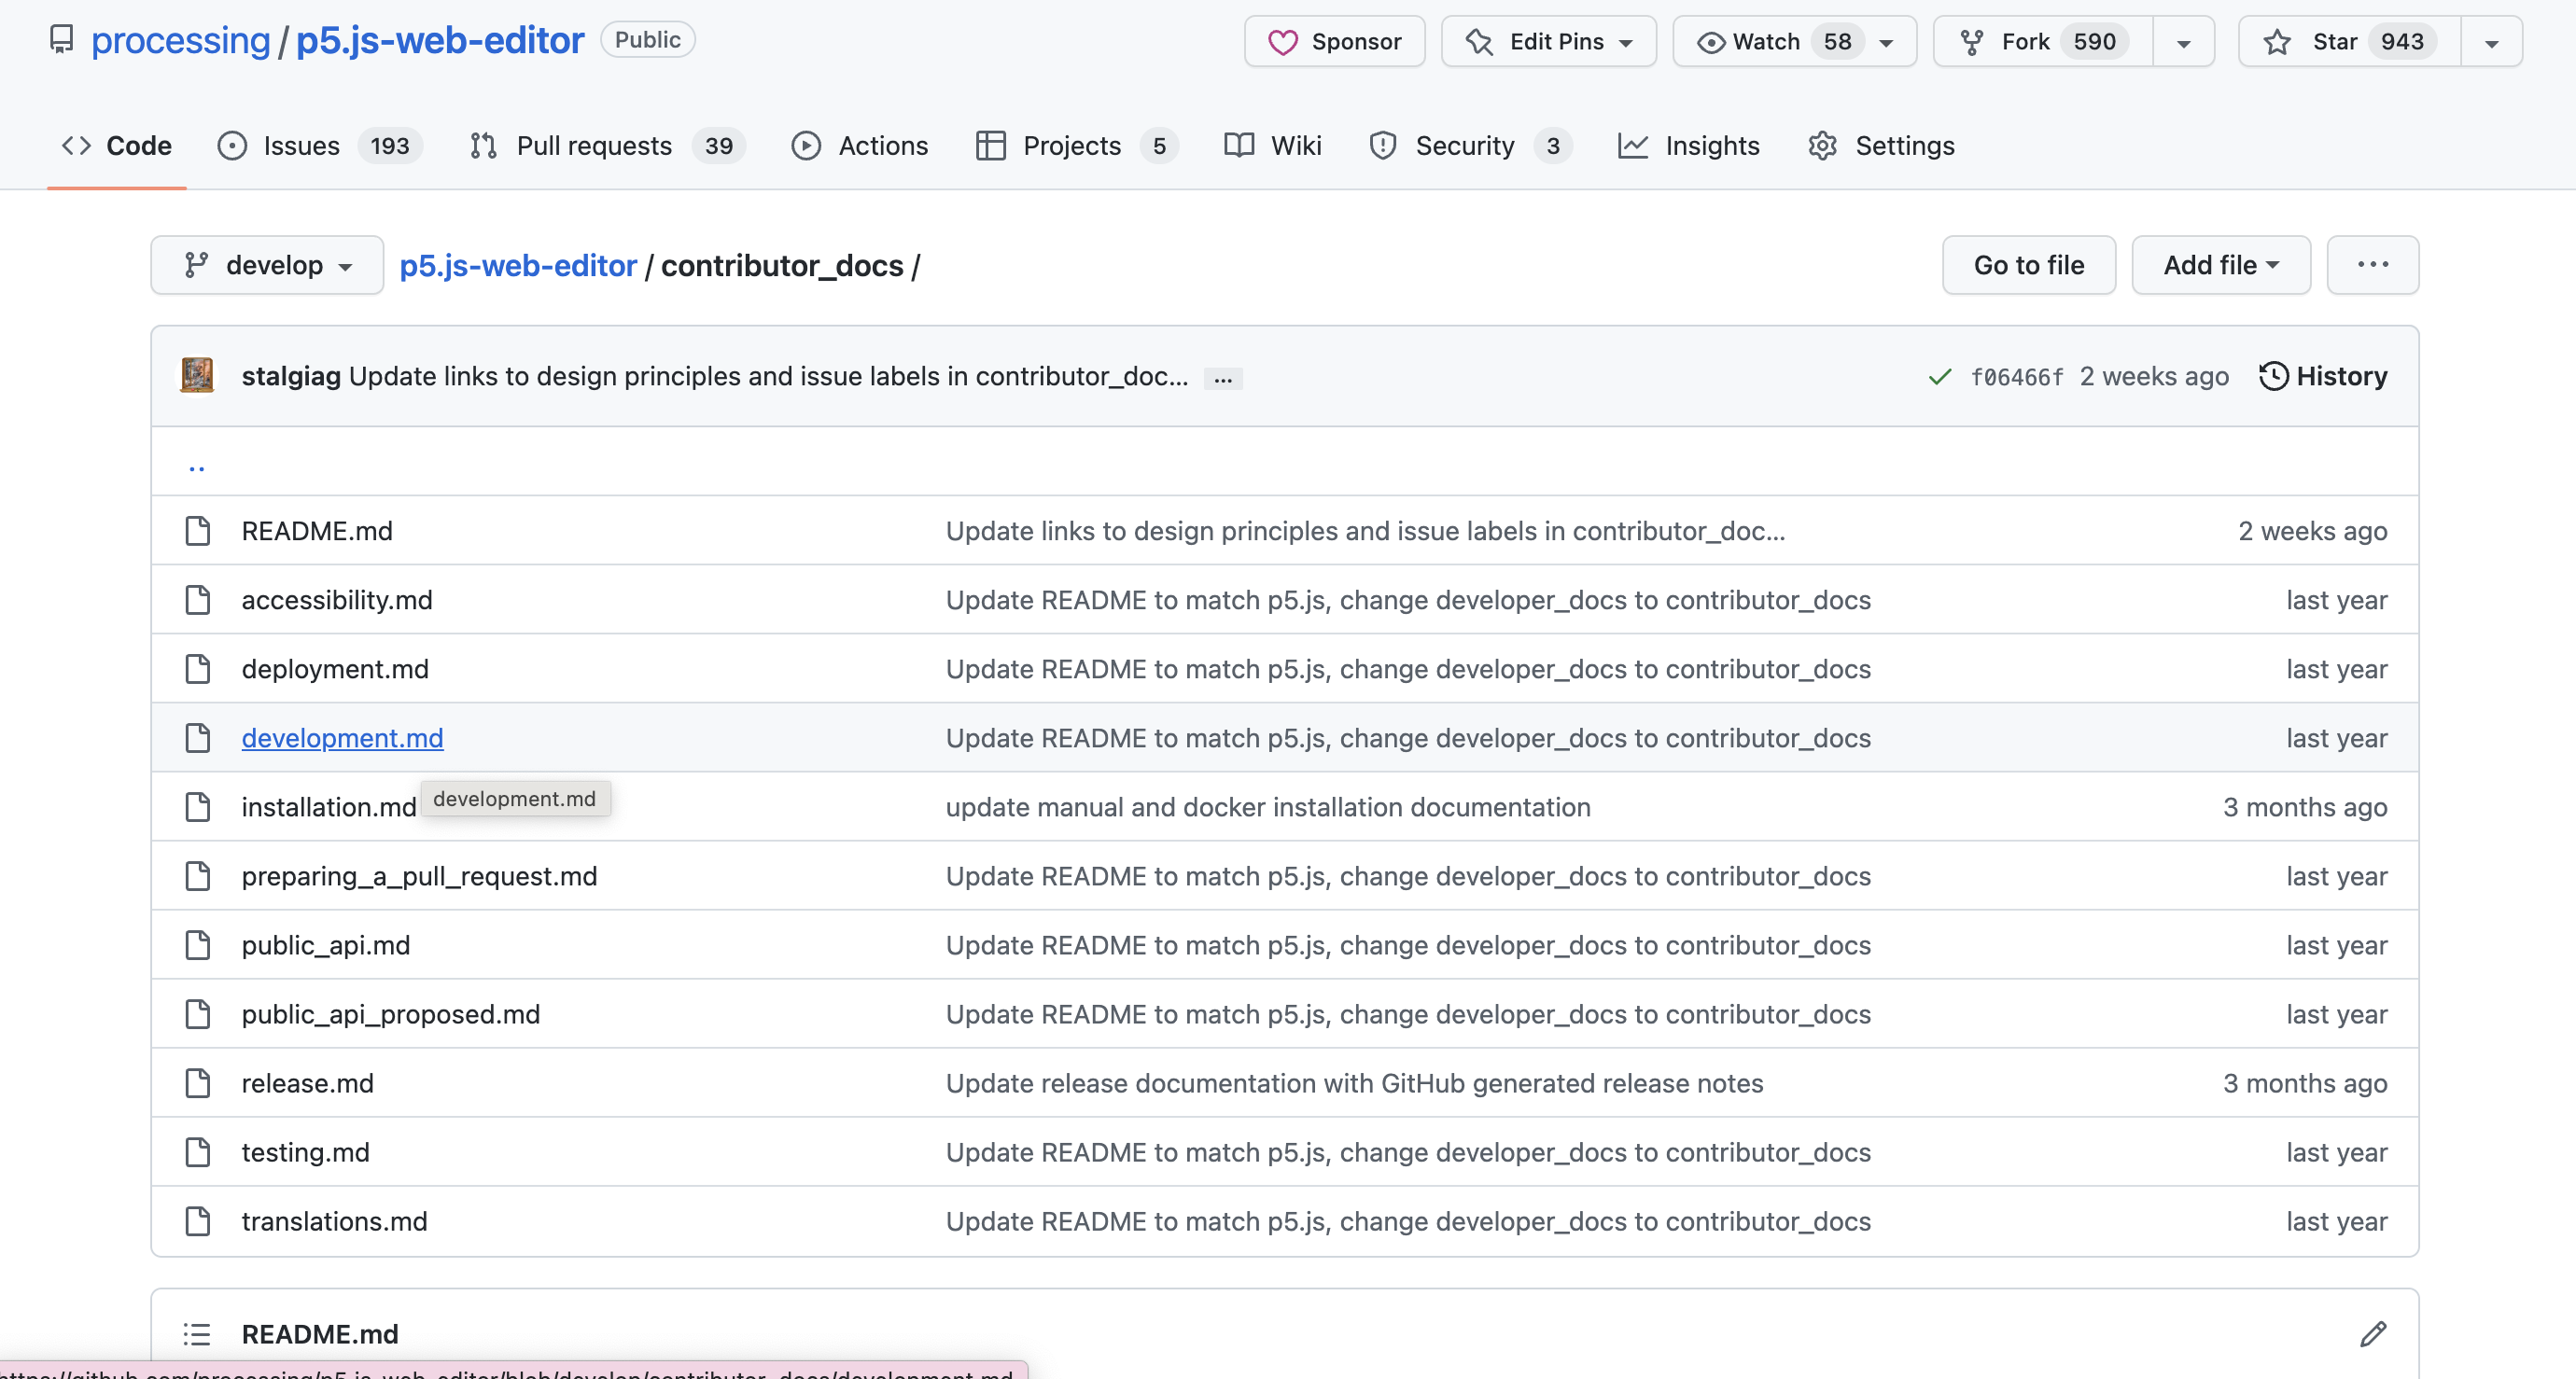 processing / p5.js-web-editor Public Sponsor Edit Pins Watch 58 Fork 590 Star 943
Code Issues 193 Pull requests 39 Actions Projects 5 Wiki Security 3 Insights Settings
develop p5.js-web-editor / contributor_docs / Go to file Add file ...
stalgiag Update links to design principles and issue labels in contributor_doc... ... f06466f 2 weeks ago History
..
README.md Update links to design principles and issue labels in contributor_doc... 2 weeks ago
accessibility.md Update README to match p5.js, change developer_docs to contributor_docs last year
deployment.md Update README to match p5.js, change developer_docs to contributor_docs last year
development.md Update README to match p5.js, change developer_docs to contributor_docs last year
installation.md development.md update manual and docker installation documentation 3 months ago
preparing_a_pull_request.md Update README to match p5.js, change developer_docs to contributor_docs last year
public_api.md Update README to match p5.js, change developer_docs to contributor_docs last year
public_api_proposed.md Update README to match p5.js, change developer_docs to contributor_docs last year
release.md Update release documentation with GitHub generated release notes 3 months ago
testing.md Update README to match p5.js, change developer_docs to contributor_docs last year
translations.md Update README to match p5.js, change developer_docs to contributor_docs last year
README.md
https://github.com/processing/p5.js-web-editor/blob/develop/contributor_docs/development.md